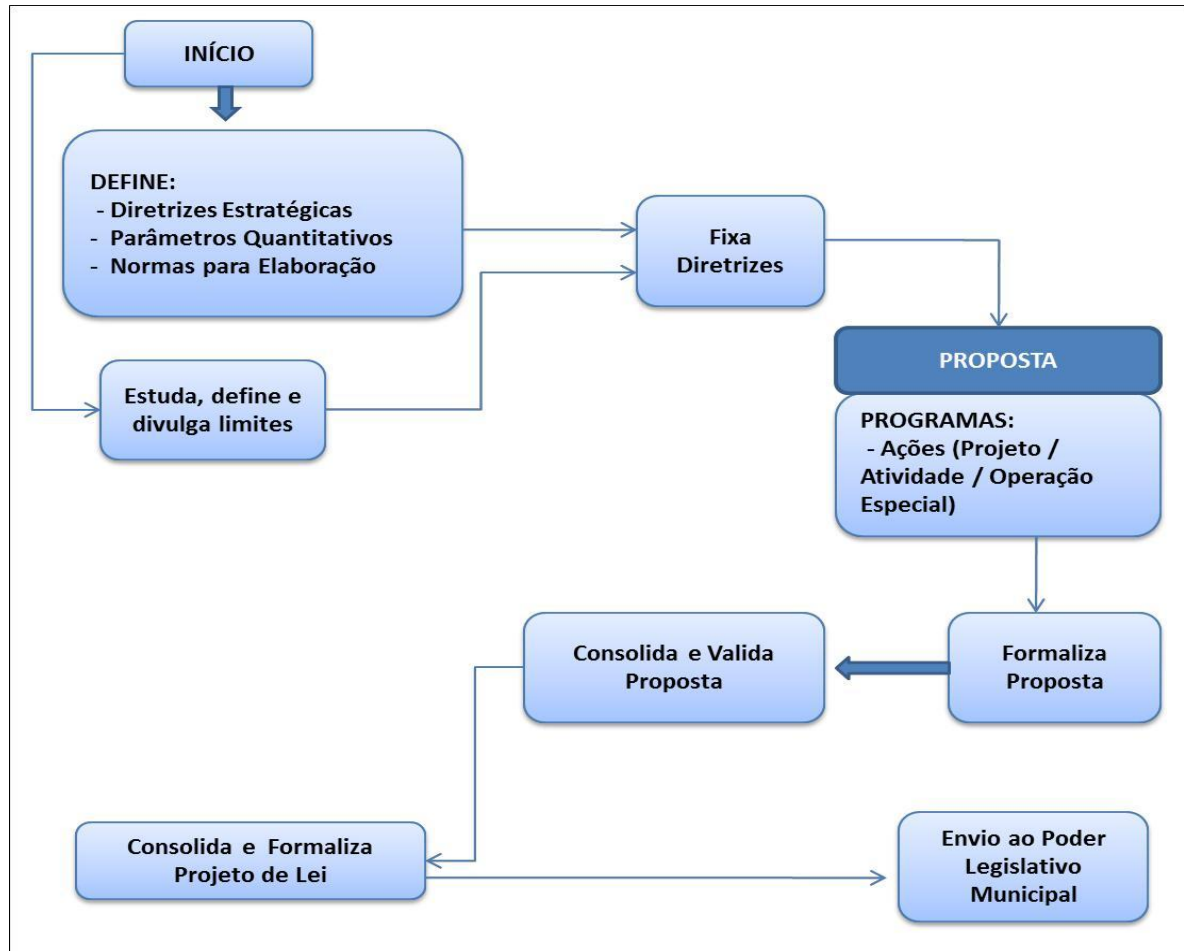 INÍCIO
DEFINE:
- Diretrizes Estratégicas
- Parâmetros Quantitativos
- Normas para Elaboração
Fixa
Diretrizes
Estuda, define e
divulga limites
PROPOSTA
PROGRAMAS:
- Ações (Projeto /
Atividade / Operação
Especial)
Formaliza
Proposta
Consolida e Valida
Proposta
Consolida e Formaliza
Projeto de Lei
Envio ao Poder
Legislativo
Municipal